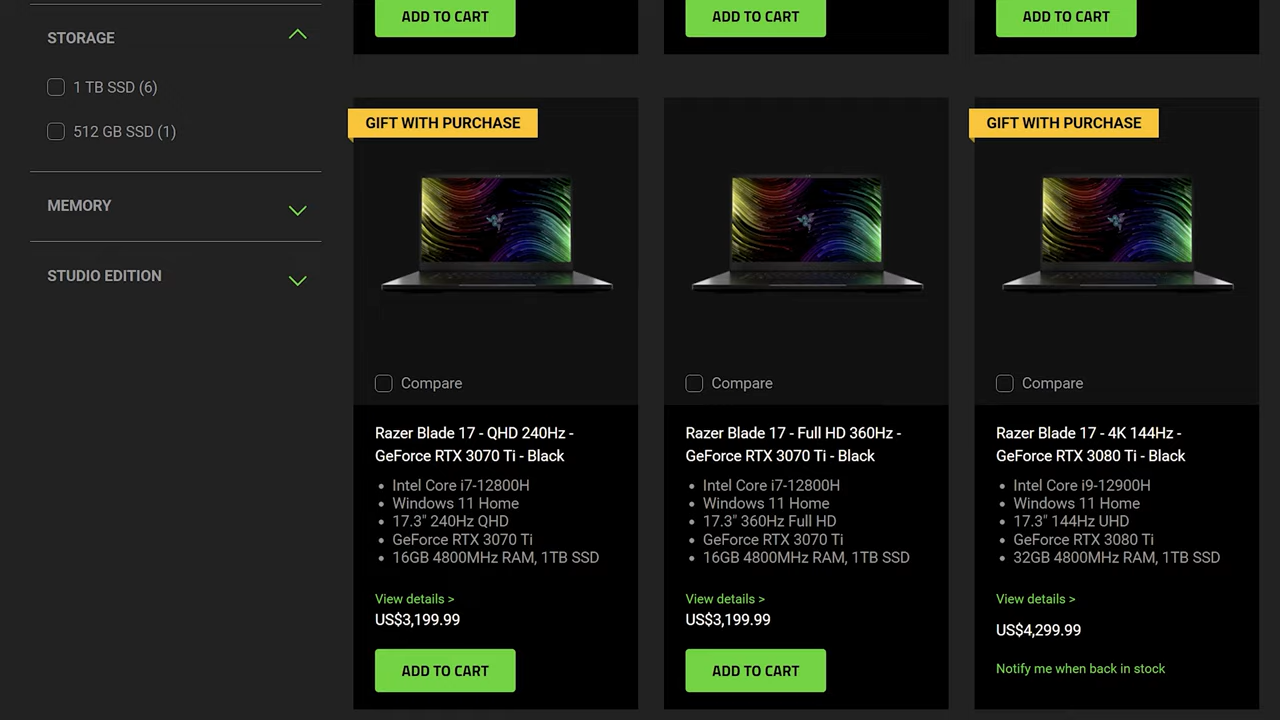 ADD TO CART
ADD TO CART
ADD TO CART
STORAGE
1 TB SSD (6)
512 GB SSD (1)
MEMORY
STUDIO EDITION
GIFT WITH PURCHASE
Compare
Razer Blade 17 - QHD 240Hz -
GeForce RTX 3070 Ti - Black
Intel Core i7-12800H
Windows 11 Home
17.3" 240Hz QHD
GeForce RTX 3070 Ti
16GB 4800MHz RAM, 1TB SSD
View details >
US$3,199.99
ADD TO CART
Compare
Razer Blade 17 - Full HD 360Hz -
GeForce RTX 3070 Ti - Black
Intel Core i7-12800H
Windows 11 Home
17.3" 360Hz Full HD
GeForce RTX 3070 Ti
16GB 4800MHz RAM, 1TB SSD
View details >
US$3,199.99
ADD TO CART
GIFT WITH PURCHASE
Compare
Razer Blade 17 - 4K 144Hz -
GeForce RTX 3080 Ti - Black
Intel Core i9-12900H
Windows 11 Home
17.3" 144Hz UHD
GeForce RTX 3080 Ti
32GB 4800MHz RAM, 1TB SSD
View details >
US$4,299.99
Notify me when back in stock